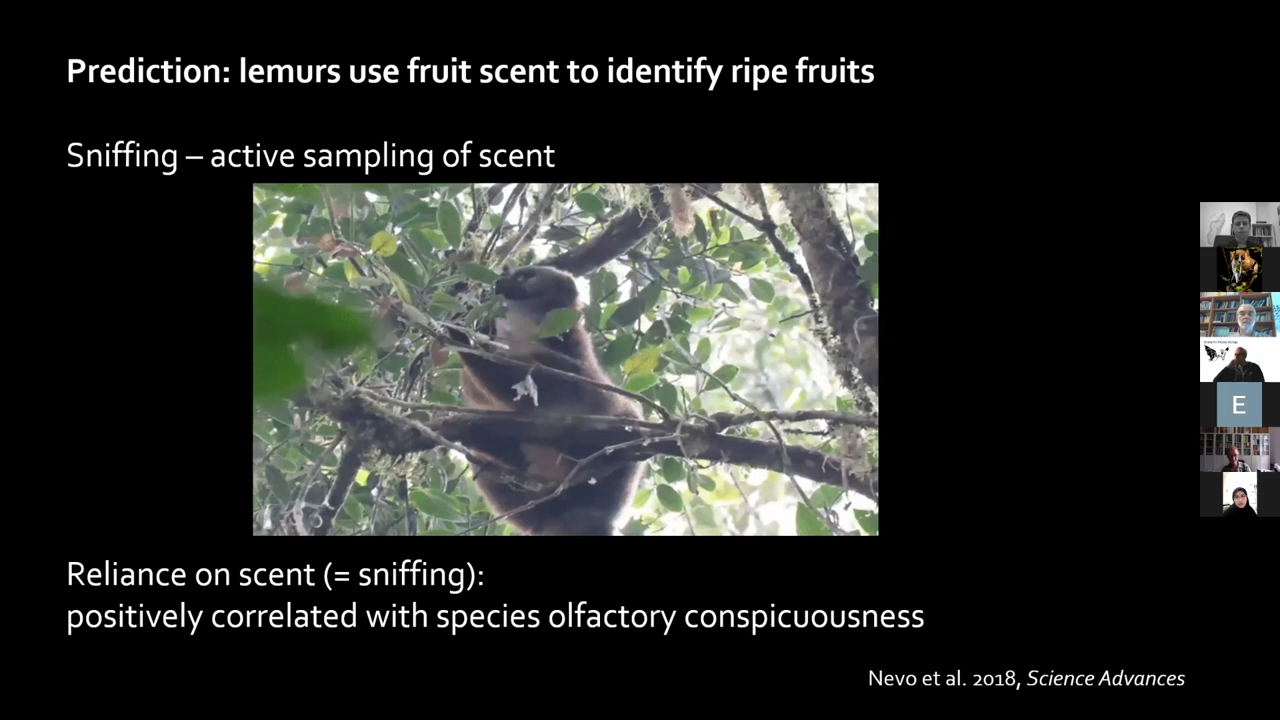 Prediction: lemurs use fruit scent to identify ripe fruits
Sniffing – active sampling of scent
Reliance on scent (= sniffing):
positively correlated with species olfactory conspicuousness
Nevo et al. 2018, Science Advances
E